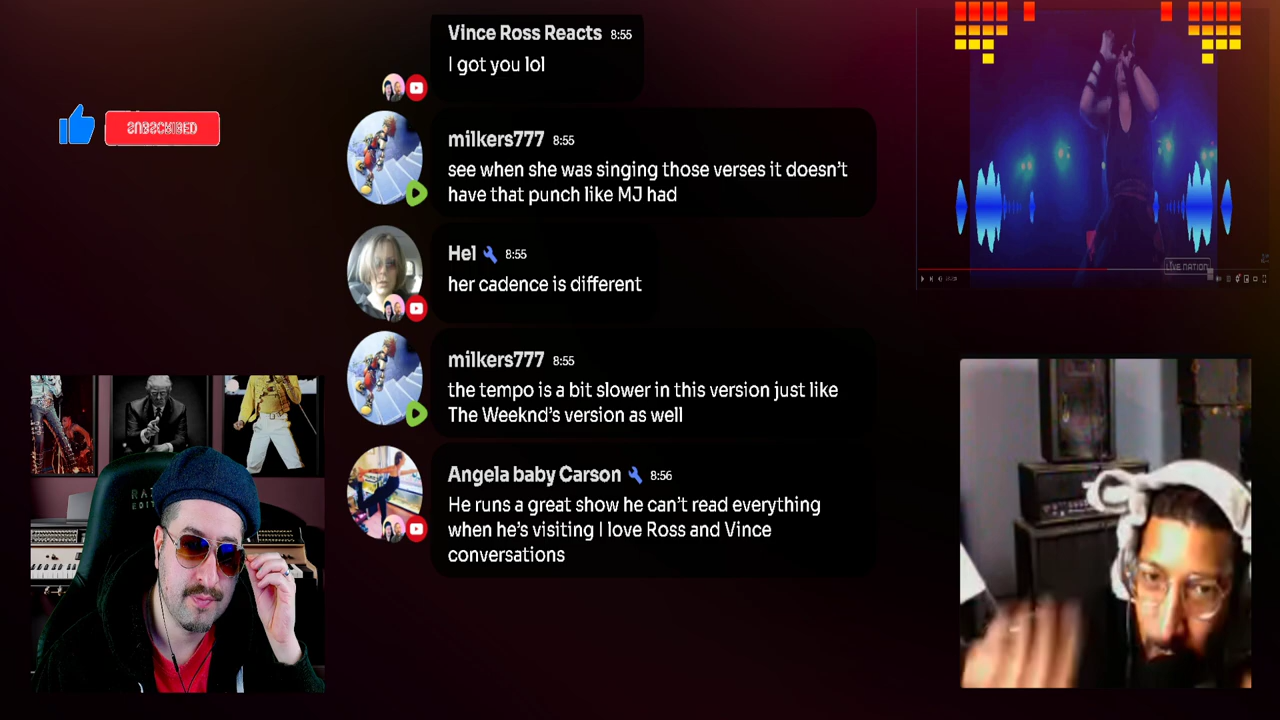 Vince Ross Reacts 8:55
I got you lol
SUBSCRIBED
milkers777 8:55
see when she was singing those verses it doesn't
have that punch like MJ had
Hel 8:55
her cadence is different
milkers777 8:55
the tempo is a bit slower in this version just like
The Weeknd's version as well
Angela baby Carson 8:56
He runs a great show he can't read everything
when he's visiting I love Ross and Vince
conversations
LIVE NATION